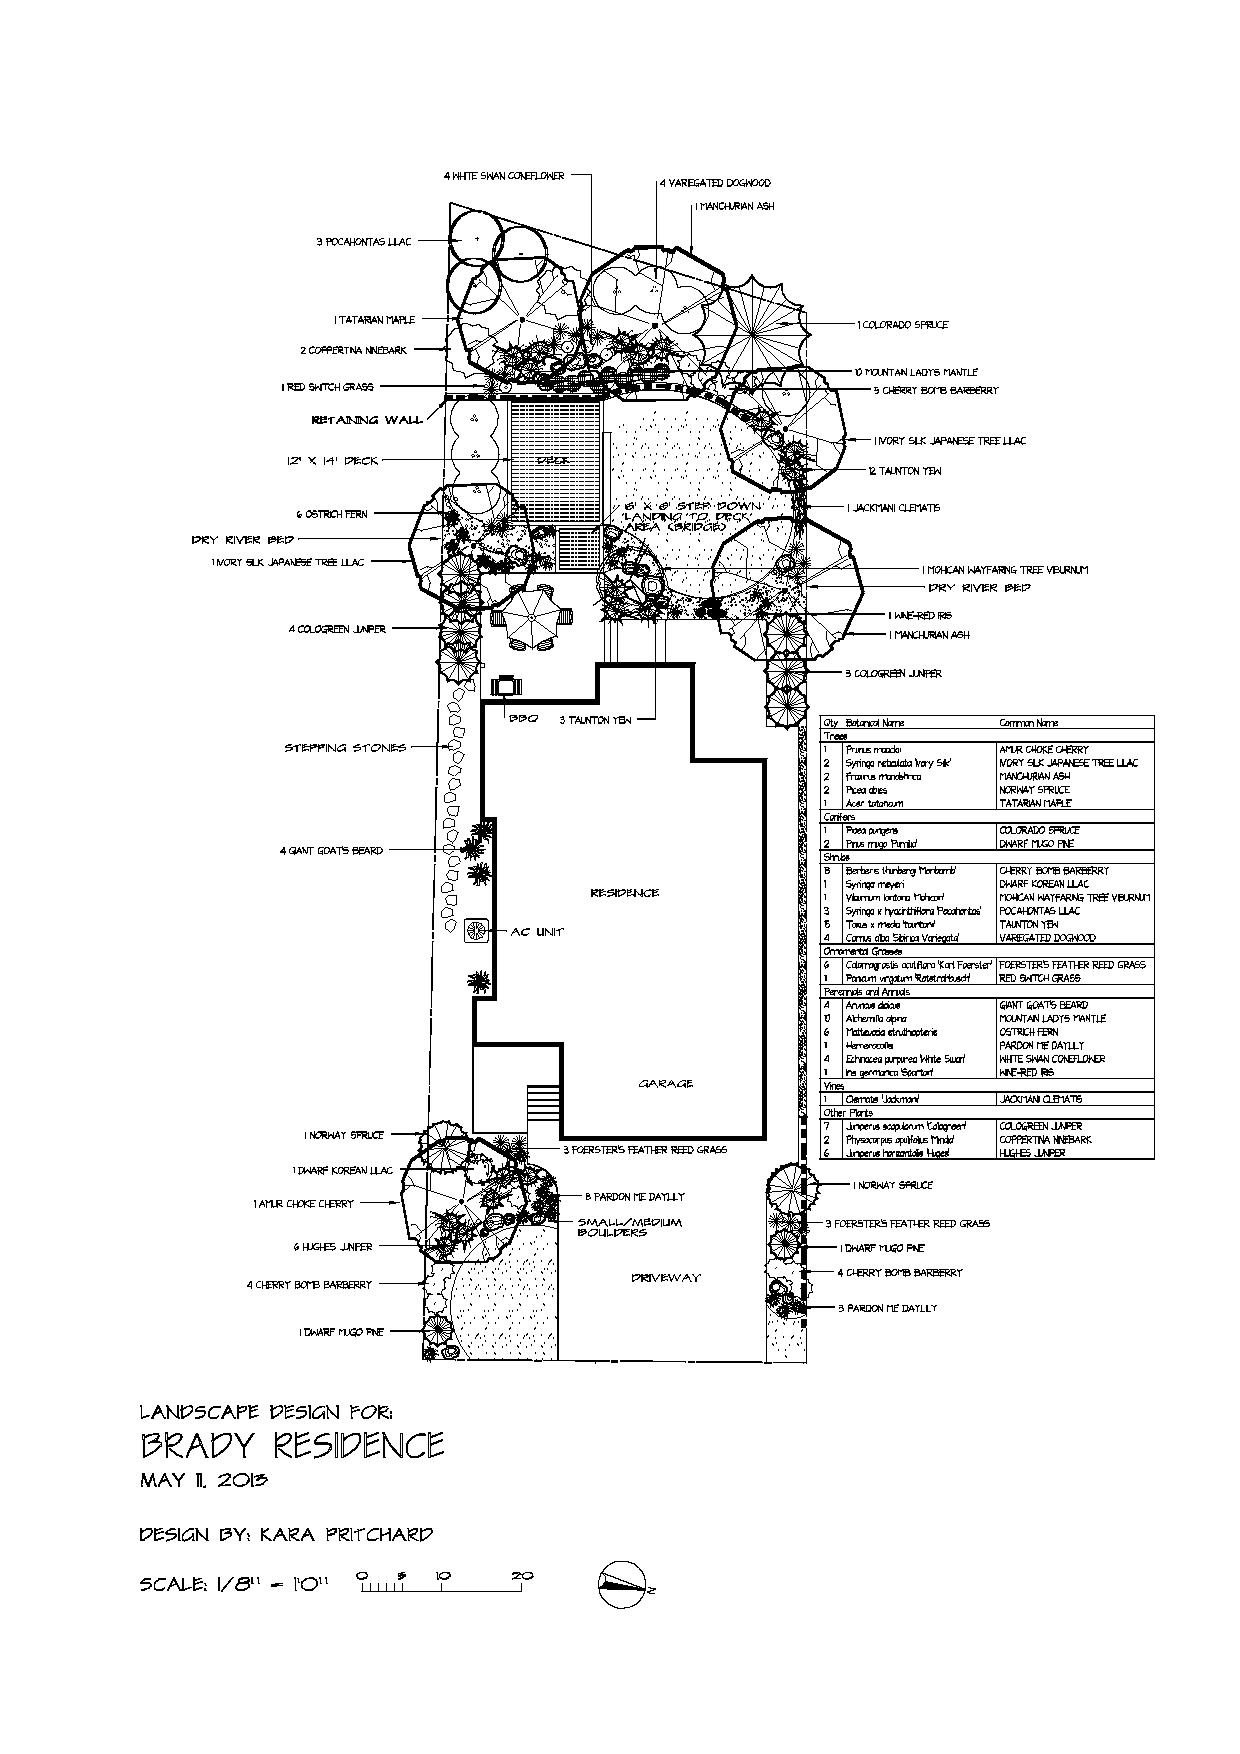 4 WHITE SWAN CONEFLOWER
4 VARIEGATED DOGWOOD
1 MANCHURIAN ASH
3 POCAHONTAS LILAC
1 TATARIAN MAPLE
1 COLORADO SPRUCE
2 COPPERTINA NINEBARK
10 MOUNTAIN LADY'S MANTLE
1 RED SWITCH GRASS
5 CHERRY BOMB BARBERRY
RETAINING WALL
1 IVORY SILK JAPANESE TREE LILAC
12' X 14' DECK
DECK
12 TAUNTON YEW
6 OSTRICH FERN
6' X 6' STEP DOWN
LANDING TO DECK
AREA (BRIDGE)
1 JACKMANI CLEMATIS
DRY RIVER BED
1 IVORY SILK JAPANESE TREE LILAC
1 MOHICAN WAYFARING TREE VIBURNUM
DRY RIVER BED
1 WINE-RED IRIS
4 COLOGREEN JUNIPER
1 MANCHURIAN ASH
3 COLOGREEN JUNIPER
BBQ
3 TAUNTON YEW
STEPPING STONES
4 GIANT GOAT'S BEARD
RESIDENCE
AC UNIT
GARAGE
Qty Botanical Name Common Name
Trees
1 Prunus maackii AMUR CHOKE CHERRY
2 Syringa reticulata 'Ivory Silk' IVORY SILK JAPANESE TREE LILAC
2 Fraxinus mandshurica MANCHURIAN ASH
2 Picea abies NORWAY SPRUCE
1 Acer tataricum TATARIAN MAPLE
Conifers
1 Picea pungens COLORADO SPRUCE
2 Pinus mugo 'Pumilio' DWARF MUGO PINE
Shrubs
13 Berberis thunbergii 'Monomb' CHERRY BOMB BARBERRY
1 Syringa meyeri DWARF KOREAN LILAC
1 Viburnum lantana 'Mohican' MOHICAN WAYFARING TREE VIBURNUM
3 Syringa x hyacinthiflora 'Pocahontas' POCAHONTAS LILAC
15 Taxus x media 'Tauntonii' TAUNTON YEW
4 Cornus alba 'Sibirica Variegata' VARIEGATED DOGWOOD
Ornamental Grasses
6 Calamagrostis acutiflora 'Karl Foerster' FOERSTER'S FEATHER REED GRASS
1 Panicum virgatum 'Rotstrahlbusch' RED SWITCH GRASS
Perennials and Annuals
4 Aruncus dioicus GIANT GOAT'S BEARD
10 Alchemilla alpina MOUNTAIN LADY'S MANTLE
6 Matteuccia struthiopteris OSTRICH FERN
Hemerocallis PARDON ME DAYLILY
4 Echinacea purpurea 'White Swan' WHITE SWAN CONEFLOWER
1 Iris germanica 'Spartan' WINE-RED IRIS
Vines
1 Clematis 'Jackmanii' JACKMANI CLEMATIS
Other Plants
7 Juniperus scopulorum 'Cologreen' COLOGREEN JUNIPER
2 Physocarpus opulifolius 'Mindia' COPPERTINA NINEBARK
6 Juniperus horizontalis 'Hughes' HUGHES JUNIPER
1 NORWAY SPRUCE
3 FOERSTER'S FEATHER REED GRASS
1 DWARF KOREAN LILAC
1 NORWAY SPRUCE
1 AMUR CHOKE CHERRY
8 PARDON ME DAYLILY
SMALL/MEDIUM
BOULDERS
3 FOERSTER'S FEATHER REED GRASS
6 HUGHES JUNIPER
1 DWARF MUGO PINE
DRIVEWAY
4 CHERRY BOMB BARBERRY
4 CHERRY BOMB BARBERRY
3 PARDON ME DAYLILY
1 DWARF MUGO PINE
LANDSCAPE DESIGN FOR:
BRADY RESIDENCE
MAY 11, 2013
DESIGN BY: KARA PRITCHARD
SCALE: 1/8" = 1'0" 0 5 10 20
N